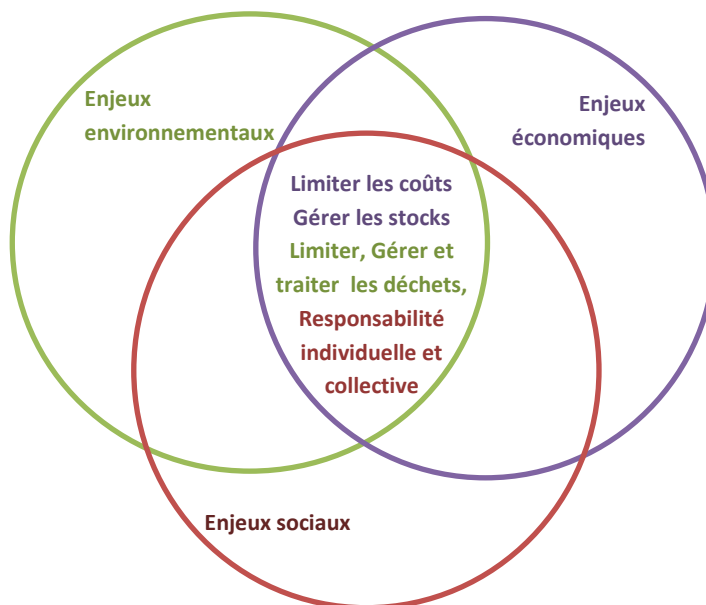 Enjeux
environnementaux
Enjeux
économiques
Limiter les coûts
Gérer les stocks
Limiter, Gérer et
traiter  les déchets,
Responsabilité
individuelle et
collective
Enjeux sociaux